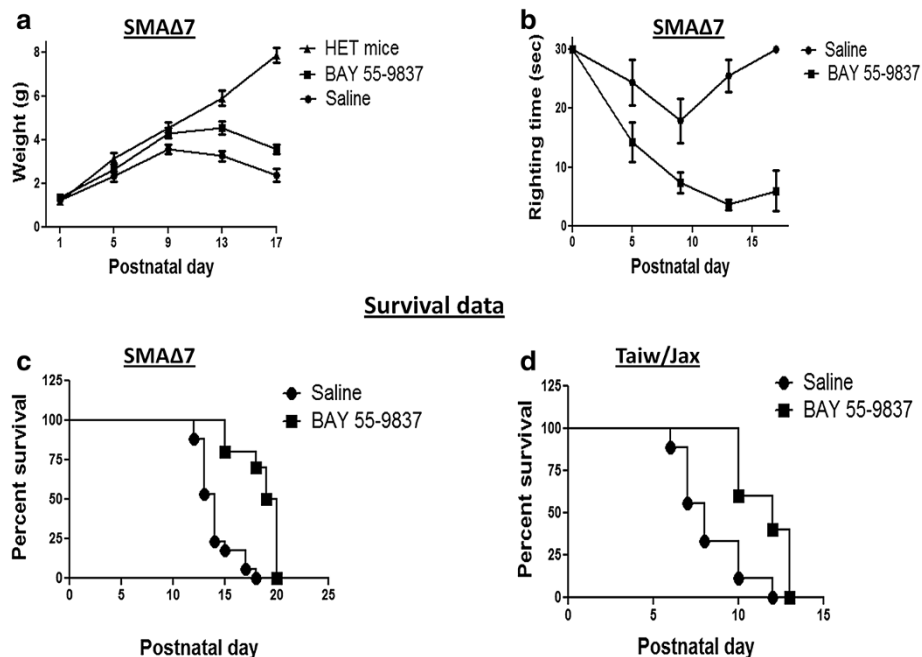 a
SMAΔ7
HET mice
BAY 55-9837
Saline
Weight (g)
8
6
4
2
0
1 5 9 13 17
Postnatal day
b
SMAΔ7
Saline
BAY 55-9837
Righting time (sec)
30
20
10
0
0 5 10 15
Postnatal day
Survival data
c
SMAΔ7
Saline
BAY 55-9837
Percent survival
125
100
75
50
25
0
0 5 10 15 20 25
Postnatal day
d
Taiw/Jax
Saline
BAY 55-9837
Percent survival
125
100
75
50
25
0
0 5 10 15
Postnatal day